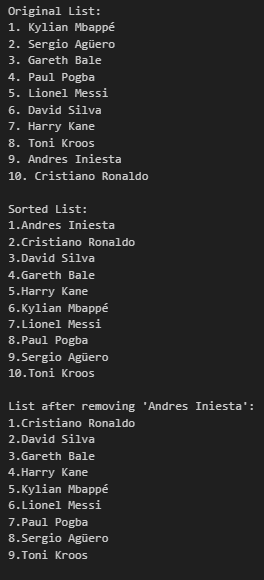 Original List:
1. Kylian Mbappé
2. Sergio Agüero
3. Gareth Bale
4. Paul Pogba
5. Lionel Messi
6. David Silva
7. Harry Kane
8. Toni Kroos
9. Andres Iniesta
10. Cristiano Ronaldo

Sorted List:
1.Andres Iniesta
2.Cristiano Ronaldo
3.David Silva
4.Gareth Bale
5.Harry Kane
6.Kylian Mbappé
7.Lionel Messi
8.Paul Pogba
9.Sergio Agüero
10.Toni Kroos

List after removing 'Andres Iniesta':
1.Cristiano Ronaldo
2.David Silva
3.Gareth Bale
4.Harry Kane
5.Kylian Mbappé
6.Lionel Messi
7.Paul Pogba
8.Sergio Agüero
9.Toni Kroos